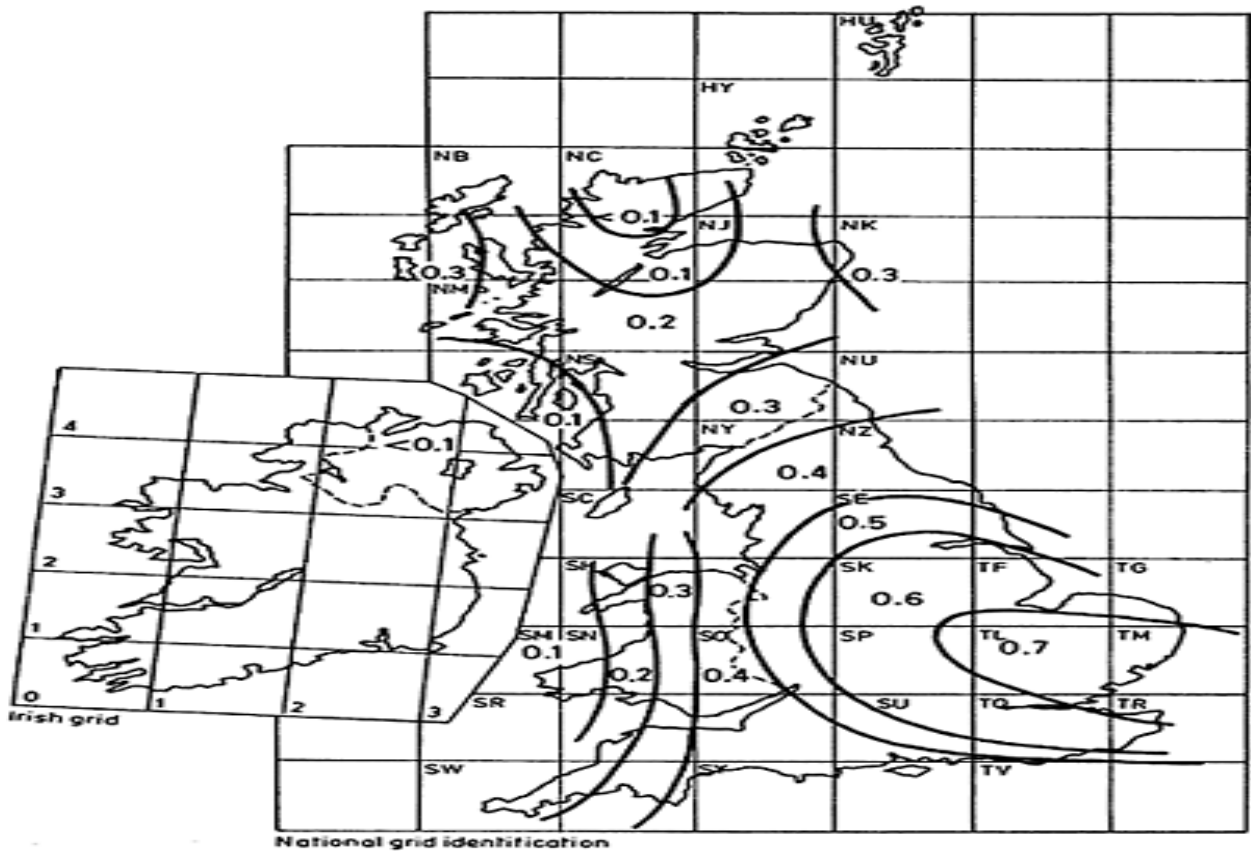 HU
HY
NB NC
<0.1 NJ NK
0.3 0.1 0.3
NM
0.2
NS NU
0.3
0.1 NY NZ
4 <0.1
0.4
3 SC SE
0.5
SH SK TF TG
2 0.3 0.6
SM SN SO SP TL TM
1 0.1 0.7
0.2 0.4
0 1 2 3 SR SU TQ TR
Irish grid
SW SY TV
National grid identification